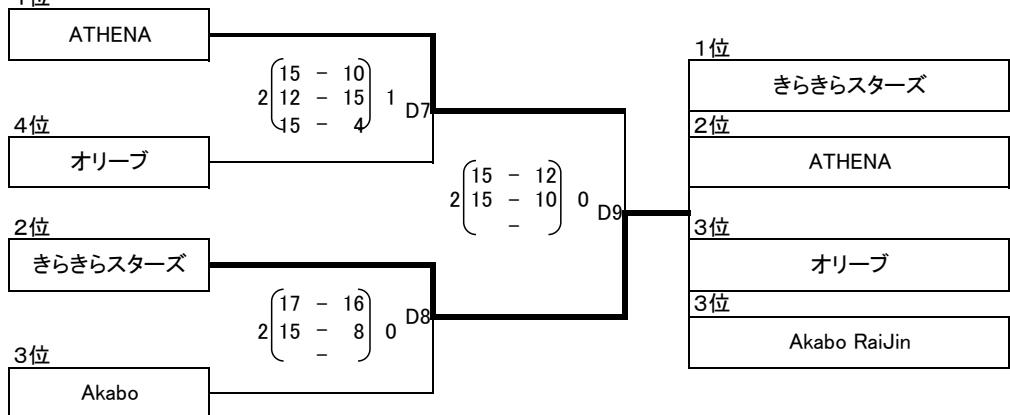 1位
ATHENA
2 15 - 10 1
12 - 15
15 - 4
D7
4位
オリーブ
2 15 - 12 0
15 - 10
-
D9
2位
きらきらスターズ
2 17 - 16 0
15 - 8
-
D8
3位
Akabo
1位
きらきらスターズ
2位
ATHENA
3位
オリーブ
3位
Akabo RaiJin